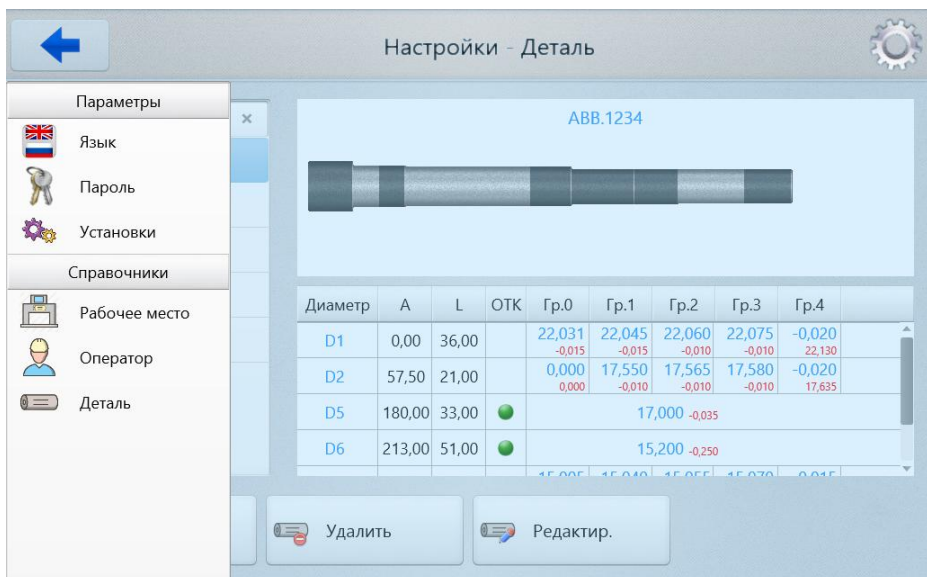 Настройки - Деталь
Параметры
Язык
Пароль
Установки
Справочники
Рабочее место
Оператор
Деталь
ABB.1234
Диаметр A L ОТК Гр.0 Гр.1 Гр.2 Гр.3 Гр.4
D1 0,00 36,00 22,031 22,045 22,060 22,075 -0,020
-0,015 -0,015 -0,010 -0,010 22,130
D2 57,50 21,00 0,000 17,550 17,565 17,580 -0,020
0,000 -0,010 -0,010 -0,010 17,635
D5 180,00 33,00 17,000 -0,035
D6 213,00 51,00 15,200 -0,250
Удалить
Редактир.